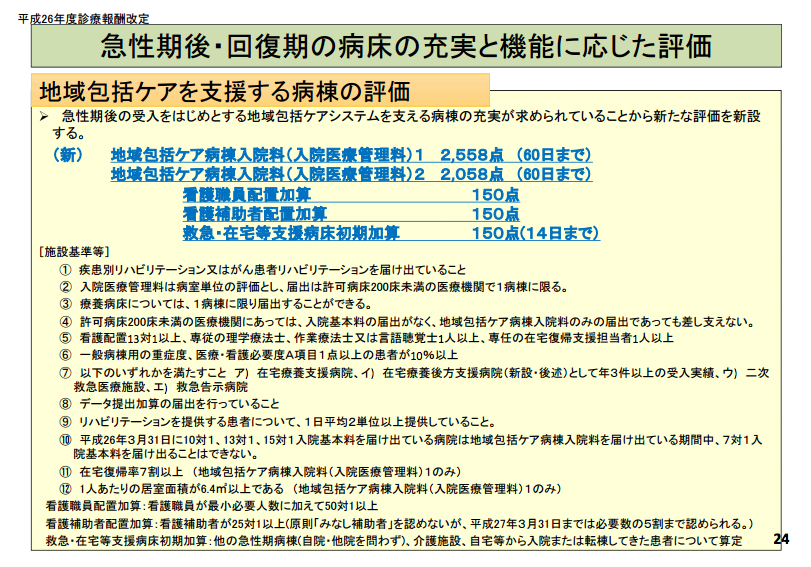 平成26年度診療報酬改定
急性期後・回復期の病床の充実と機能に応じた評価
地域包括ケアを支援する病棟の評価
➢ 急性期後の受入をはじめとする地域包括ケアシステムを支える病棟の充実が求められていることから新たな評価を新設
する。
(新) 地域包括ケア病棟入院料(入院医療管理料)1 2,558点 (60日まで)
地域包括ケア病棟入院料(入院医療管理料)2 2,058点 (60日まで)
看護職員配置加算 150点
看護補助者配置加算 150点
救急・在宅等支援病床初期加算 150点(14日まで)
[施設基準等]
① 疾患別リハビリテーション又はがん患者リハビリテーションを届け出ていること
② 入院医療管理料は病室単位の評価とし、届出は許可病床200床未満の医療機関で1病棟に限る。
③ 療養病床については、1病棟に限り届出することができる。
④ 許可病床200床未満の医療機関にあっては、入院基本料の届出がなく、地域包括ケア病棟入院料のみの届出であっても差し支えない。
⑤ 看護配置13対1以上、専従の理学療法士、作業療法士又は言語聴覚士1人以上、専任の在宅復帰支援担当者1人以上
⑥ 一般病棟用の重症度、医療・看護必要度A項目1点以上の患者が10%以上
⑦ 以下のいずれかを満たすこと ア) 在宅療養支援病院、イ) 在宅療養後方支援病院(新設・後述)として年3件以上の受入実績、ウ) 二次
救急医療施設、エ) 救急告示病院
⑧ データ提出加算の届出を行っていること
⑨ リハビリテーションを提供する患者について、1日平均2単位以上提供していること。
⑩ 平成26年3月31日に10対1、13対1、15対1入院基本料を届け出ている病院は地域包括ケア病棟入院料を届け出ている期間中、7対1入
院基本料を届け出ることはできない。
⑪ 在宅復帰率7割以上 (地域包括ケア病棟入院料(入院医療管理料)1のみ)
⑫ 1人あたりの居室面積が6.4㎡以上である (地域包括ケア病棟入院料(入院医療管理料)1のみ)
看護職員配置加算:看護職員が最小必要人数に加えて50対1以上
看護補助者配置加算:看護補助者が25対1以上(原則「みなし補助者」を認めないが、平成27年3月31日までは必要数の5割まで認められる。)
救急・在宅等支援病床初期加算:他の急性期病棟(自院・他院を問わず)、介護施設、自宅等から入院または転棟してきた患者について算定
24